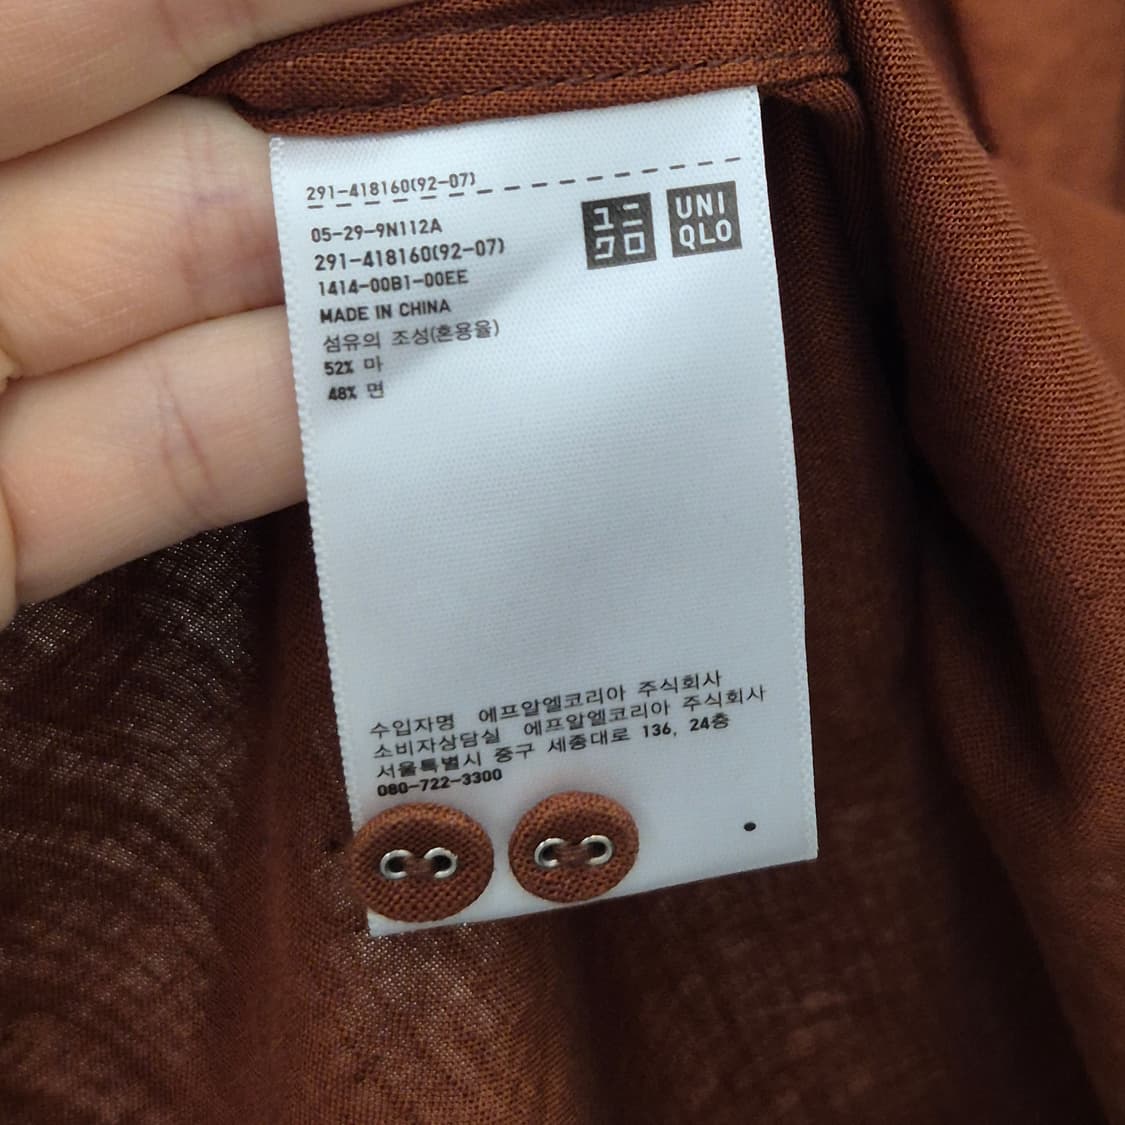 291-418160(92-07)
ユニ
クロ
UNI
QLO
05-29-9N112A
291-418160(92-07)
1414-00B1-00EE
MADE IN CHINA
섬유의 조성(혼용율)
52% 마
48% 면
수입자명 에프알엘코리아 주식회사
소비자상담실 에프알엘코리아 주식회사
서울특별시 중구 세종대로 136, 24층
080-722-3300